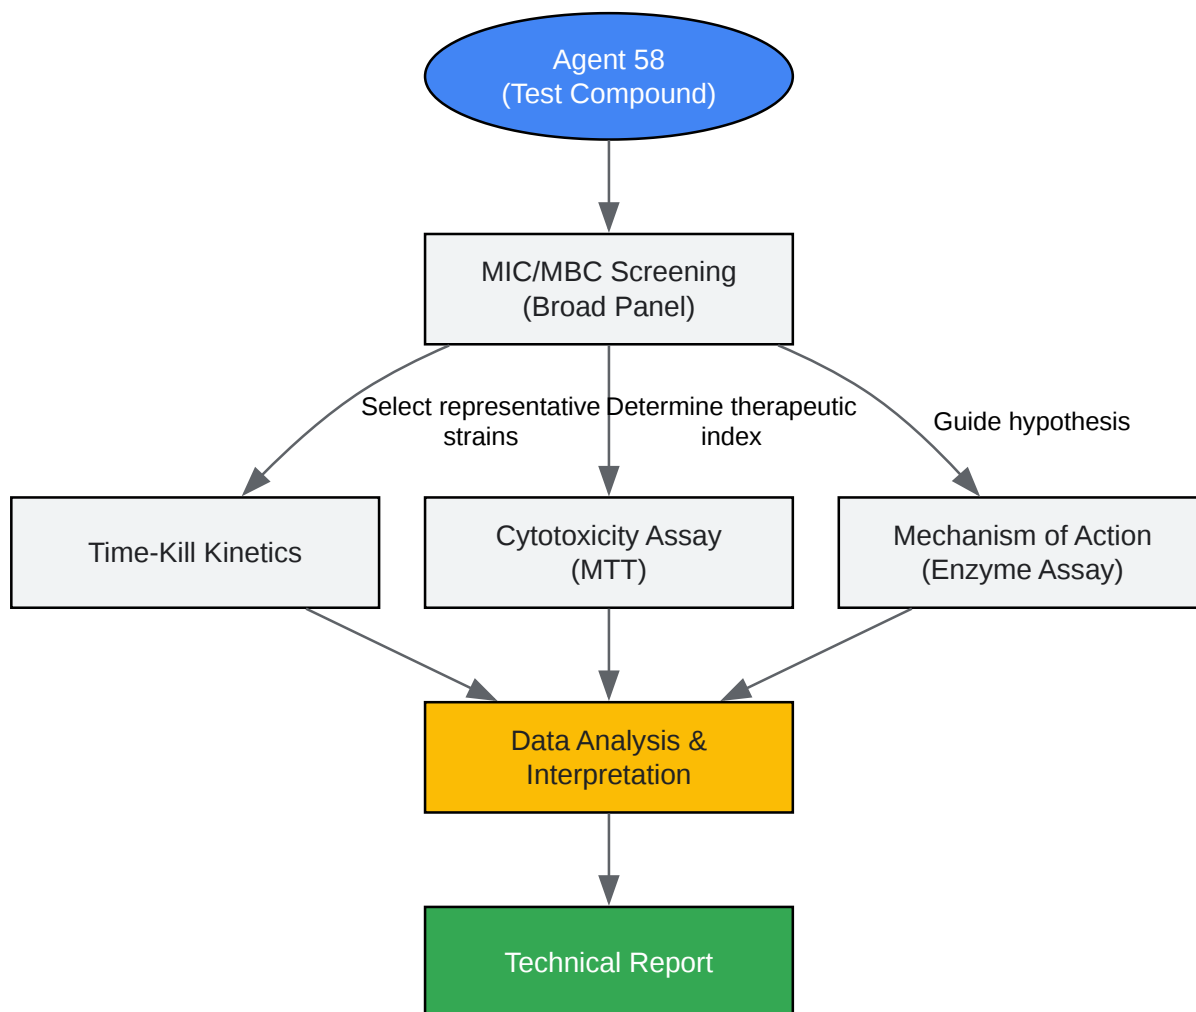 Agent 58
(Test Compound)
MIC/MBC Screening
(Broad Panel)
Select representative
strains
Determine therapeutic
index
Guide hypothesis
Time-Kill Kinetics
Cytotoxicity Assay
(MTT)
Mechanism of Action
(Enzyme Assay)
Data Analysis &
Interpretation
Technical Report